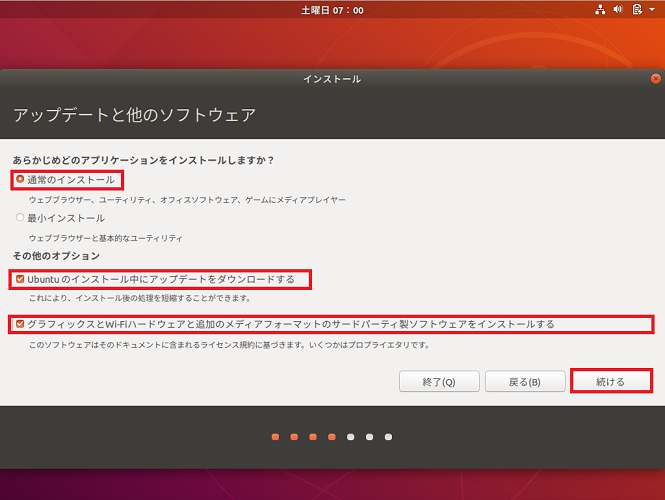 土曜日 07：00
インストール
アップデートと他のソフトウェア
あらかじめどのアプリケーションをインストールしますか？
通常のインストール
ウェブブラウザー、ユーティリティ、オフィスソフトウェア、ゲームにメディアプレイヤー
最小インストール
ウェブブラウザーと基本的なユーティリティ
その他のオプション
Ubuntu のインストール中にアップデートをダウンロードする
これにより、インストール後の処理を短縮することができます。
グラフィックスとWi-Fiハードウェアと追加のメディアフォーマットのサードパーティ製ソフトウェアをインストールする
このソフトウェアはそのドキュメントに含まれるライセンス規約に基づきます。いくつかはプロプライエタリです。
終了(Q)
戻る(B)
続ける